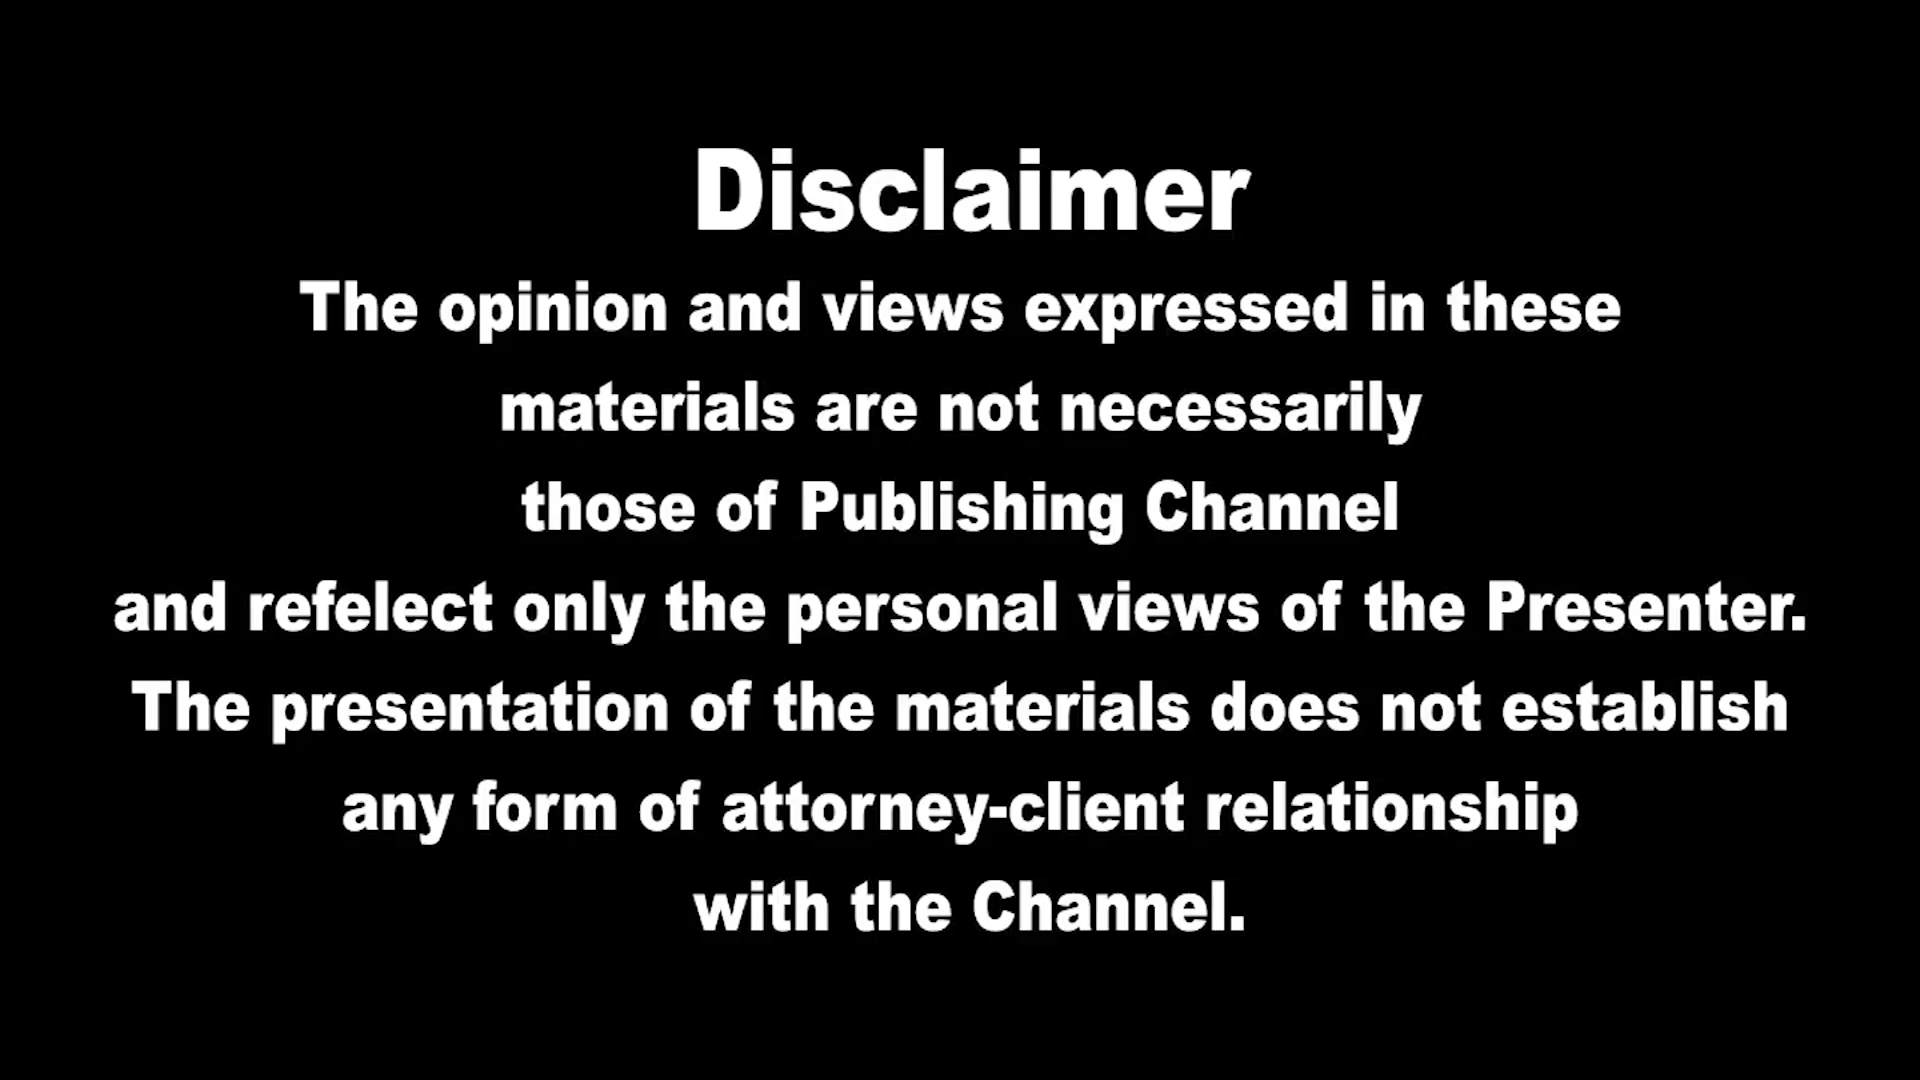 Disclaimer
The opinion and views expressed in these
materials are not necessarily
those of Publishing Channel
and refelect only the personal views of the Presenter.
The presentation of the materials does not establish
any form of attorney-client relationship
with the Channel.